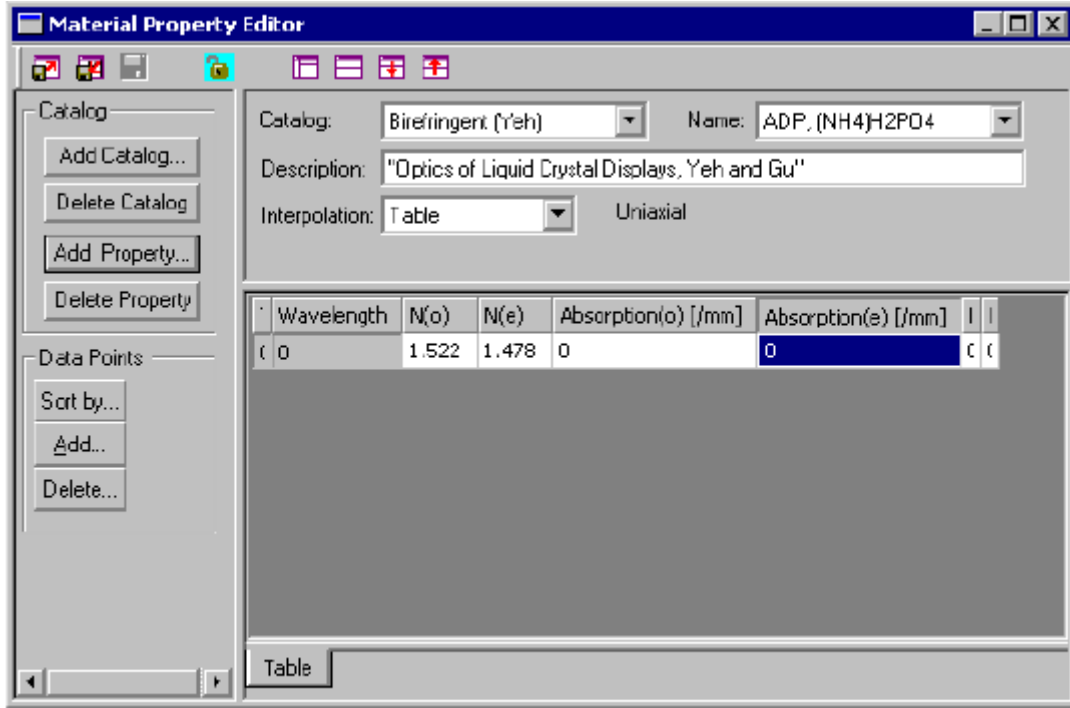 Material Property Editor
Catalog
Add Catalog...
Delete Catalog
Add Property...
Delete Property
Data Points
Sort by...
Add...
Delete...
Catalog: Birefringent (Yeh) Name: ADP, (NH4)H2PO4
Description: "Optics of Liquid Crystal Displays, Yeh and Gu"
Interpolation: Table Uniaxial
Wavelength N(o) N(e) Absorption(o) [/mm] Absorption(e) [/mm]
0 1.522 1.478 0 0
Table